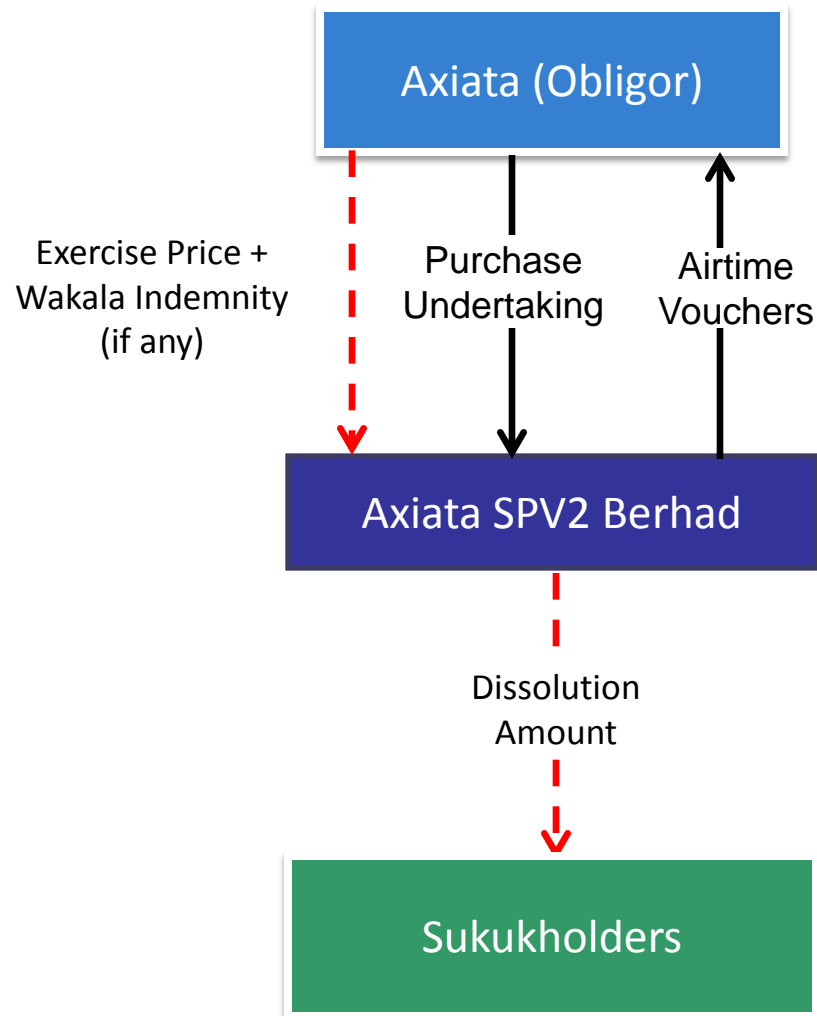 Axiata (Obligor)
Exercise Price +
Wakala Indemnity
(if any)
Purchase
Undertaking
Airtime
Vouchers
Axiata SPV2 Berhad
Dissolution
Amount
Sukukholders